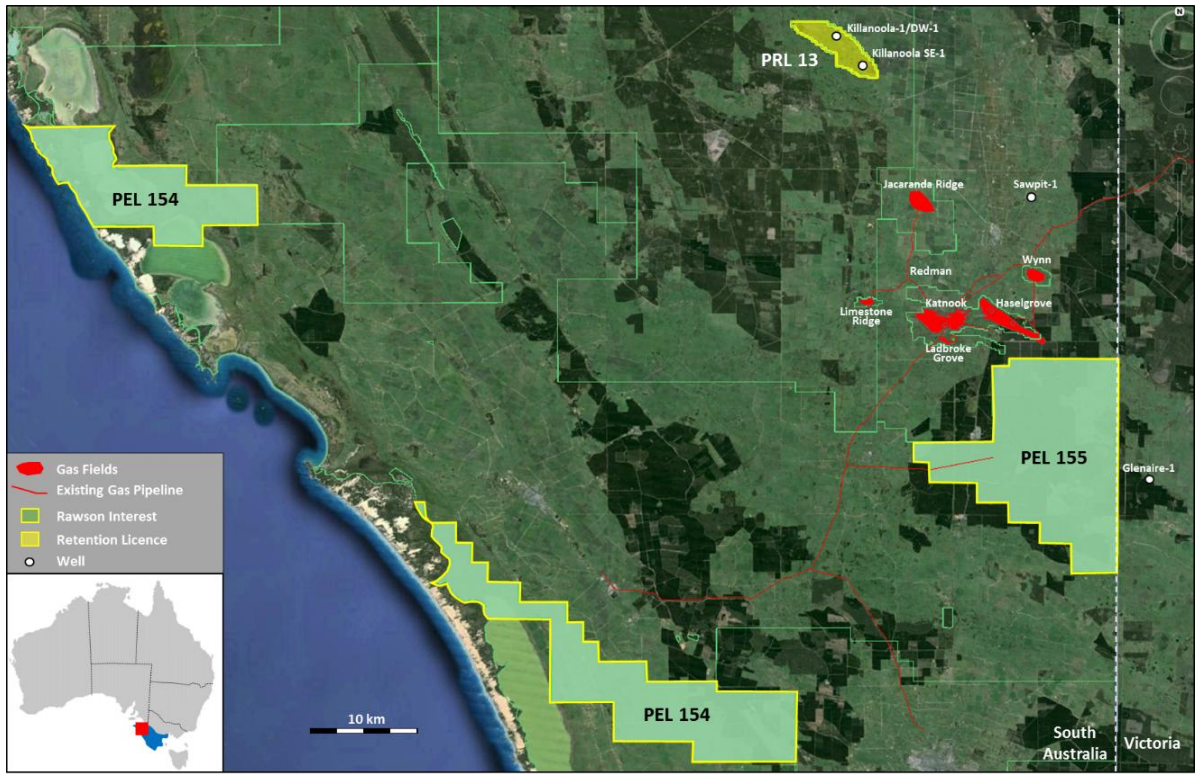 N
Killanoola-1/DW-1
PRL 13
Killanoola SE-1
PEL 154
Jacaranda Ridge
Sawpit-1
Redman
Wynn
Limestone
Ridge
Katnook
Haselgrove
Ladbroke
Grove
PEL 155
Glenaire-1
Gas Fields
Existing Gas Pipeline
Rawson Interest
Retention Licence
Well
10 km
PEL 154
South
Australia
Victoria